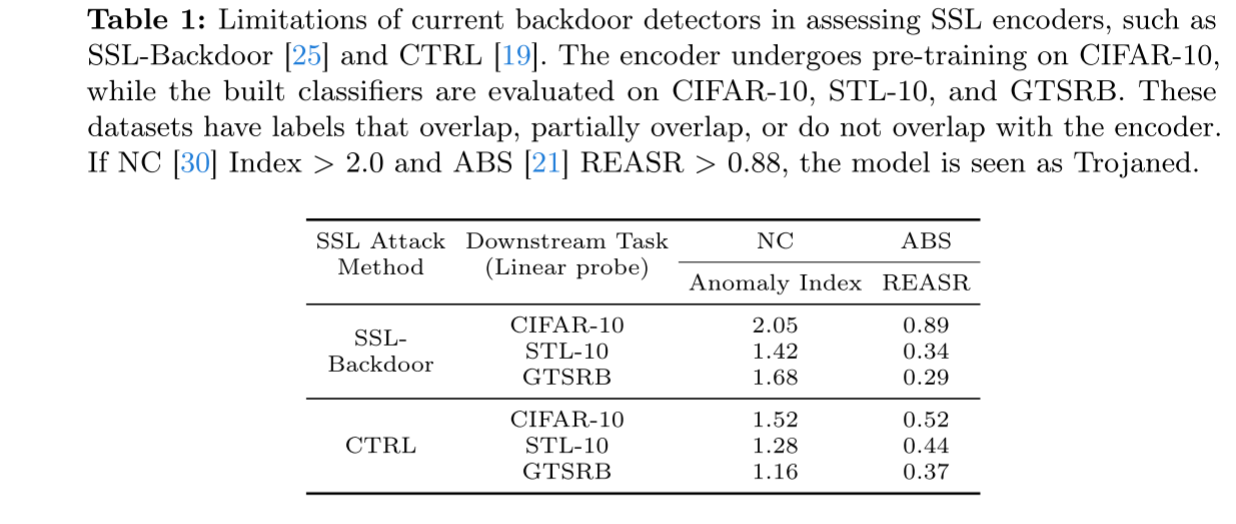 Table 1: Limitations of current backdoor detectors in assessing SSL encoders, such as
SSL-Backdoor [25] and CTRL [19]. The encoder undergoes pre-training on CIFAR-10,
while the built classifiers are evaluated on CIFAR-10, STL-10, and GTSRB. These
datasets have labels that overlap, partially overlap, or do not overlap with the encoder.
If NC [30] Index > 2.0 and ABS [21] REASR > 0.88, the model is seen as Trojaned.
SSL Attack Downstream Task NC ABS
Method (Linear probe)
Anomaly Index REASR
SSL-
Backdoor
CIFAR-10 2.05 0.89
STL-10 1.42 0.34
GTSRB 1.68 0.29
CTRL
CIFAR-10 1.52 0.52
STL-10 1.28 0.44
GTSRB 1.16 0.37